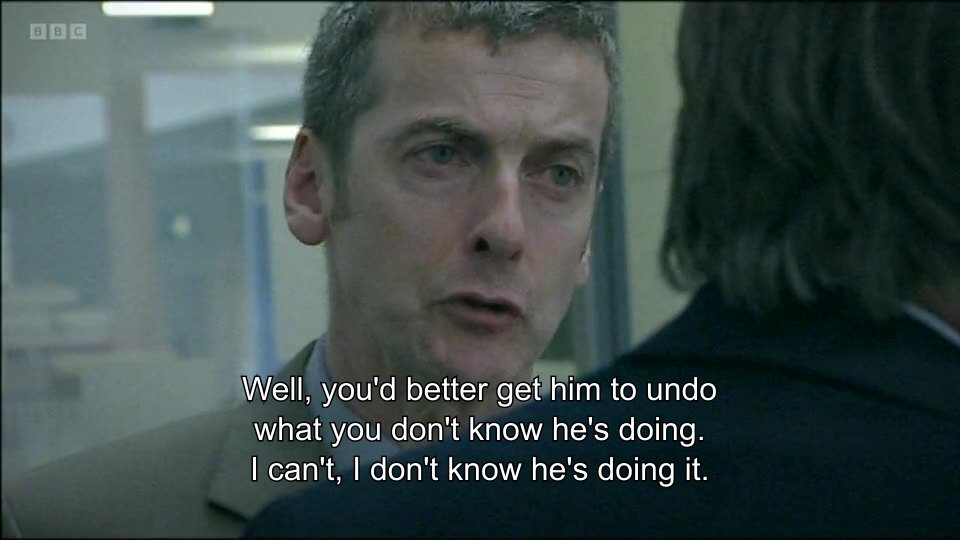 BBC
Well, you'd better get him to undo
what you don't know he's doing.
I can't, I don't know he's doing it.